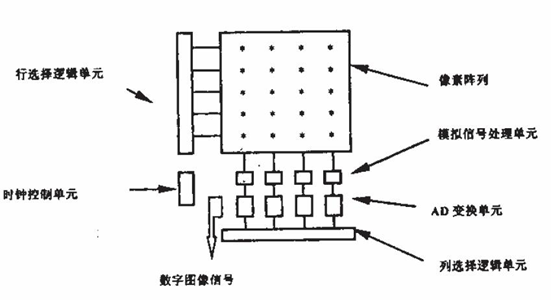 行选择逻辑单元
像素阵列
模拟信号处理单元
时钟控制单元
AD 变换单元
列选择逻辑单元
数字图像信号